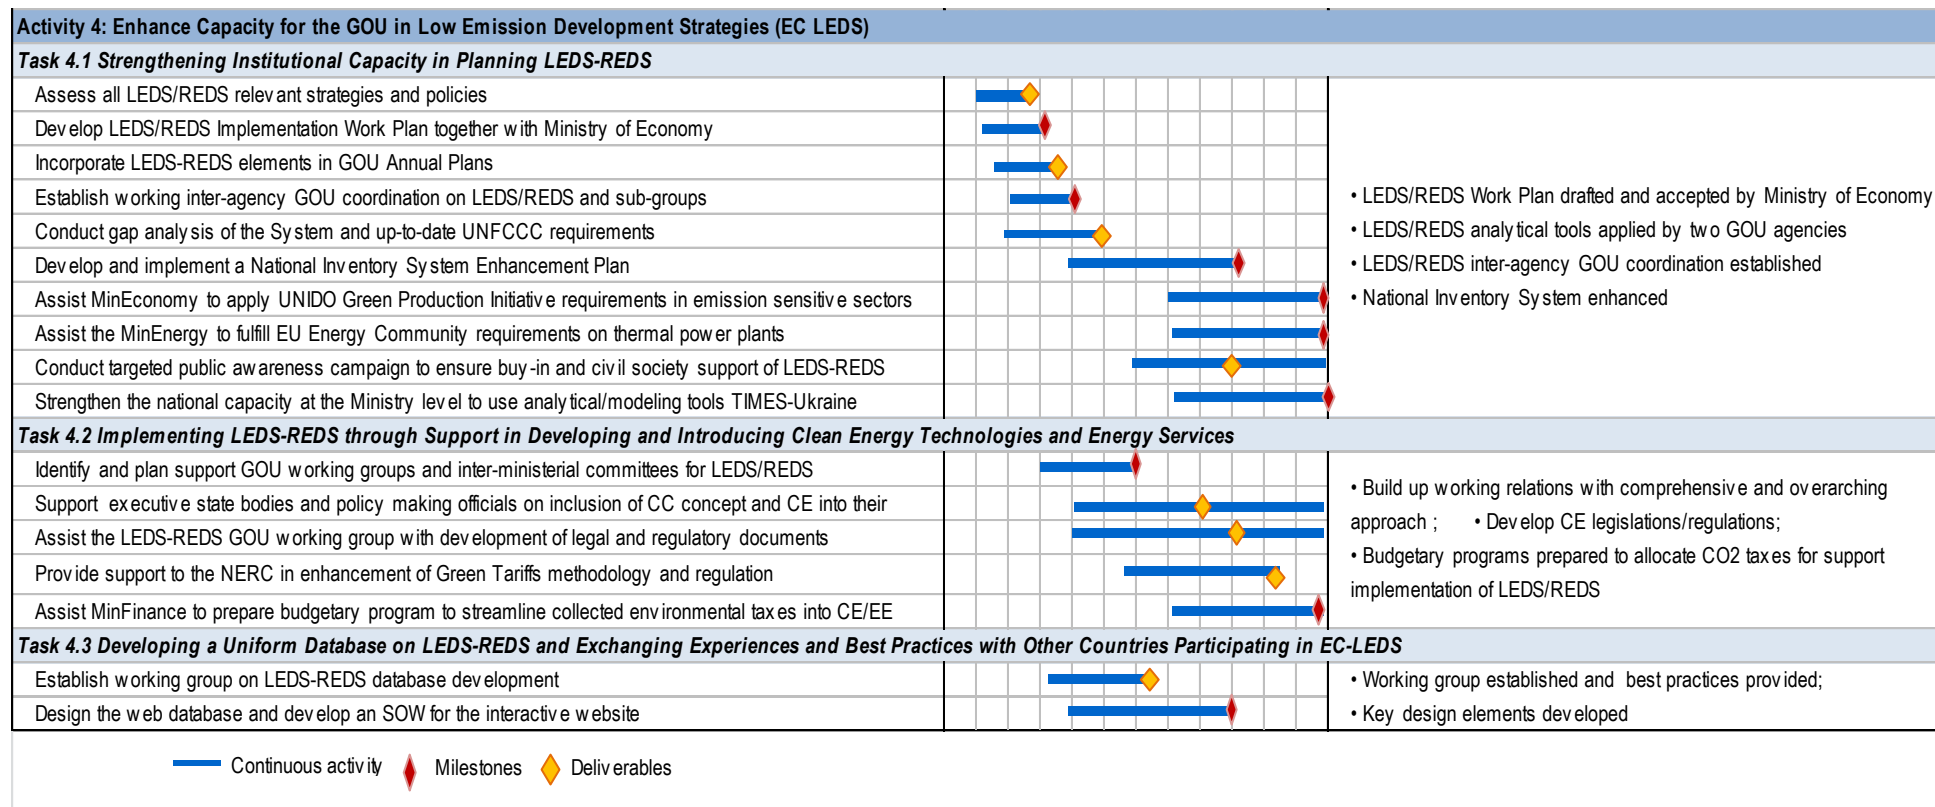 Activity 4: Enhance Capacity for the GOU in Low Emission Development Strategies (EC LEDS)
Task 4.1 Strengthening Institutional Capacity in Planning LEDS-REDS
Assess all LEDS/REDS relevant strategies and policies
Develop LEDS/REDS Implementation Work Plan together with Ministry of Economy
Incorporate LEDS-REDS elements in GOU Annual Plans
Establish working inter-agency GOU coordination on LEDS/REDS and sub-groups
Conduct gap analysis of the System and up-to-date UNFCCC requirements
Develop and implement a National Inventory System Enhancement Plan
Assist MinEconomy to apply UNIDO Green Production Initiative requirements in emission sensitive sectors
Assist the MinEnergy to fulfill EU Energy Community requirements on thermal power plants
Conduct targeted public awareness campaign to ensure buy-in and civil society support of LEDS-REDS
Strengthen the national capacity at the Ministry level to use analytical/modeling tools TIMES-Ukraine
• LEDS/REDS Work Plan drafted and accepted by Ministry of Economy
• LEDS/REDS analytical tools applied by two GOU agencies
• LEDS/REDS inter-agency GOU coordination established
• National Inventory System enhanced
Task 4.2 Implementing LEDS-REDS through Support in Developing and Introducing Clean Energy Technologies and Energy Services
Identify and plan support GOU working groups and inter-ministerial committees for LEDS/REDS
Support executive state bodies and policy making officials on inclusion of CC concept and CE into their
Assist the LEDS-REDS GOU working group with development of legal and regulatory documents
Provide support to the NERC in enhancement of Green Tariffs methodology and regulation
Assist MinFinance to prepare budgetary program to streamline collected environmental taxes into CE/EE
• Build up working relations with comprehensive and overarching
approach ; • Develop CE legislations/regulations;
• Budgetary programs prepared to allocate CO2 taxes for support
implementation of LEDS/REDS
Task 4.3 Developing a Uniform Database on LEDS-REDS and Exchanging Experiences and Best Practices with Other Countries Participating in EC-LEDS
Establish working group on LEDS-REDS database development
Design the web database and develop an SOW for the interactive website
• Working group established and best practices provided;
• Key design elements developed
Continuous activity Milestones Deliverables